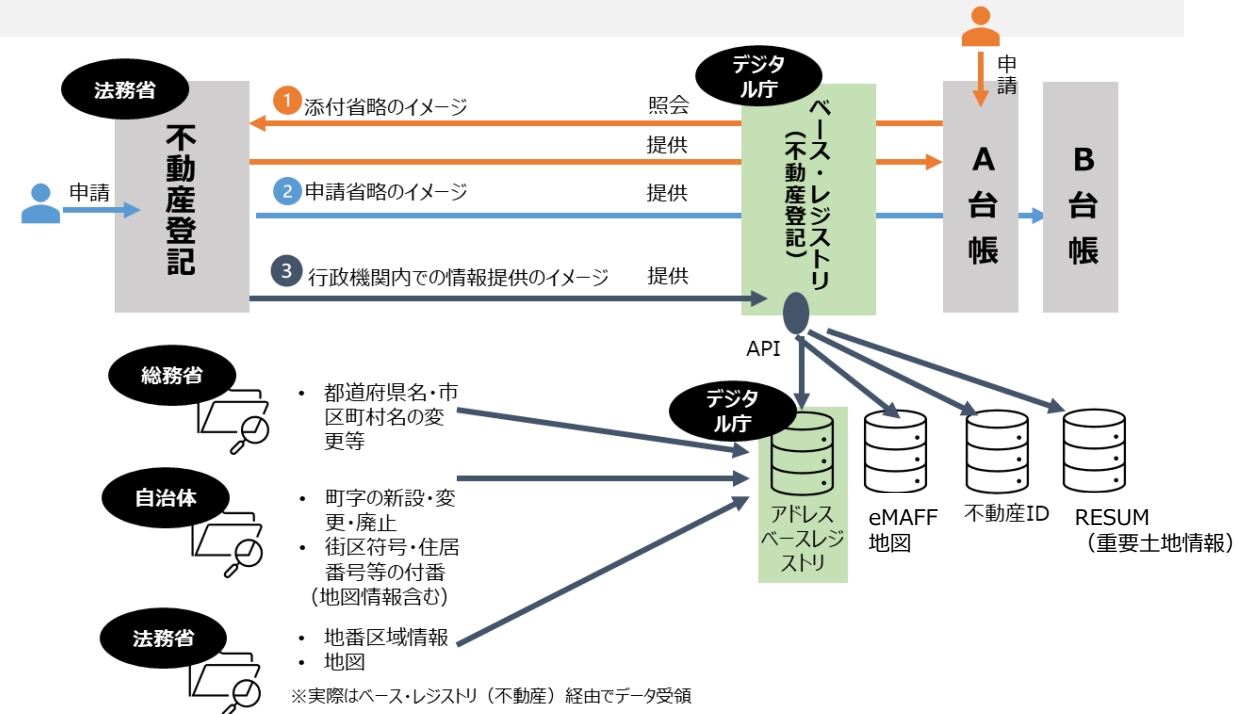 申請
法務省
デジタ
ル庁
不動産登記
1 添付省略のイメージ 照会
提供
申請
2 申請省略のイメージ 提供
3 行政機関内での情報提供のイメージ 提供
ベース・レジストリ
(不動産登記)
A台帳
B台帳
API
総務省
• 都道府県名・市
区町村名の変
更等
自治体
• 町字の新設・変
更・廃止
• 街区符号・住居
番号等の付番
(地図情報含む)
法務省
• 地番区域情報
• 地図
※実際はベース・レジストリ（不動産）経由でデータ受領
デジタ
ル庁
アドレス
ベースレジ
ストリ
eMAFF
地図
不動産ID
RESUM
（重要土地情報）